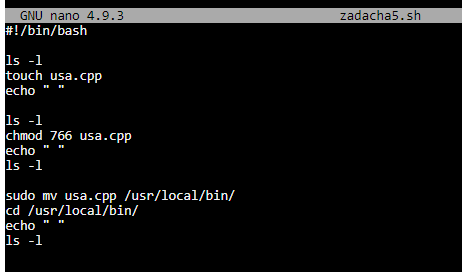 GNU nano 4.9.3 zadacha5.sh
#!/bin/bash
ls -l
touch usa.cpp
echo " "
ls -l
chmod 766 usa.cpp
echo " "
ls -l
sudo mv usa.cpp /usr/local/bin/
cd /usr/local/bin/
echo " "
ls -l